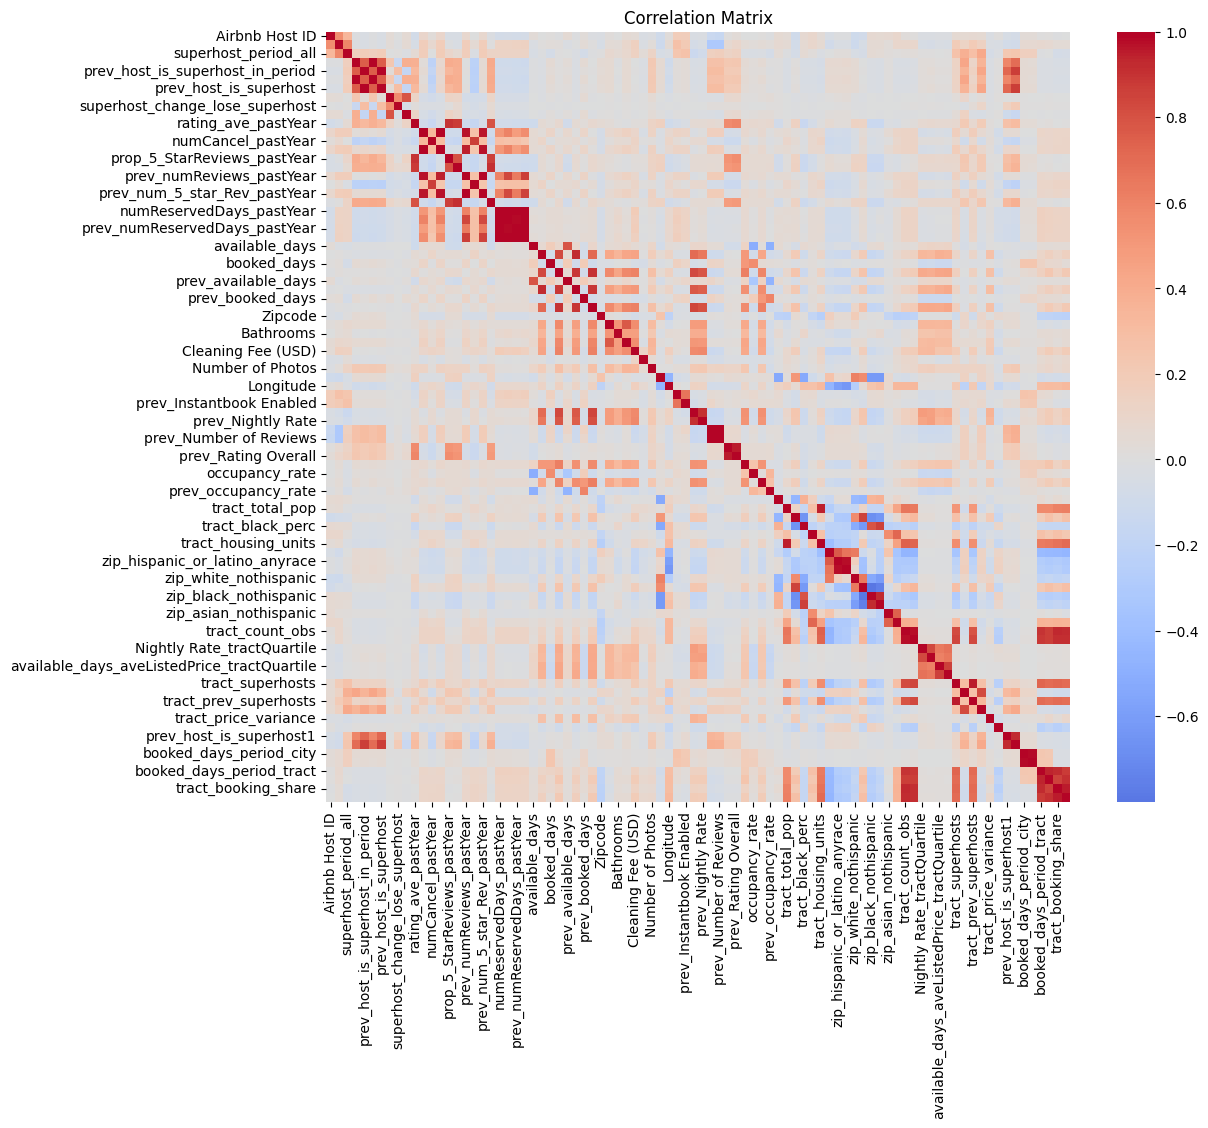 Correlation Matrix
Airbnb Host ID
superhost_period_all
prev_host_is_superhost_in_period
prev_host_is_superhost
superhost_change_lose_superhost
rating_ave_pastYear
numCancel_pastYear
prop_5_StarReviews_pastYear
prev_numReviews_pastYear
prev_num_5_star_Rev_pastYear
numReservedDays_pastYear
prev_numReservedDays_pastYear
available_days
booked_days
prev_available_days
prev_booked_days
Zipcode
Bathrooms
Cleaning Fee (USD)
Number of Photos
Longitude
prev_Instantbook Enabled
prev_Nightly Rate
prev_Number of Reviews
prev_Rating Overall
occupancy_rate
prev_occupancy_rate
tract_total_pop
tract_black_perc
tract_housing_units
zip_hispanic_or_latino_anyrace
zip_white_nothispanic
zip_black_nothispanic
zip_asian_nothispanic
tract_count_obs
Nightly Rate_tractQuartile
available_days_aveListedPrice_tractQuartile
tract_superhosts
tract_prev_superhosts
tract_price_variance
prev_host_is_superhost1
booked_days_period_city
booked_days_period_tract
tract_booking_share
Airbnb Host ID
superhost_period_all
prev_host_is_superhost_in_period
prev_host_is_superhost
superhost_change_lose_superhost
rating_ave_pastYear
numCancel_pastYear
prop_5_StarReviews_pastYear
prev_numReviews_pastYear
prev_num_5_star_Rev_pastYear
numReservedDays_pastYear
prev_numReservedDays_pastYear
available_days
booked_days
prev_available_days
prev_booked_days
Zipcode
Bathrooms
Cleaning Fee (USD)
Number of Photos
Longitude
prev_Instantbook Enabled
prev_Nightly Rate
prev_Number of Reviews
prev_Rating Overall
occupancy_rate
prev_occupancy_rate
tract_total_pop
tract_black_perc
tract_housing_units
zip_hispanic_or_latino_anyrace
zip_white_nothispanic
zip_black_nothispanic
zip_asian_nothispanic
tract_count_obs
Nightly Rate_tractQuartile
available_days_aveListedPrice_tractQuartile
tract_superhosts
tract_prev_superhosts
tract_price_variance
prev_host_is_superhost1
booked_days_period_city
booked_days_period_tract
tract_booking_share
1.0
0.8
0.6
0.4
0.2
0.0
−0.2
−0.4
−0.6